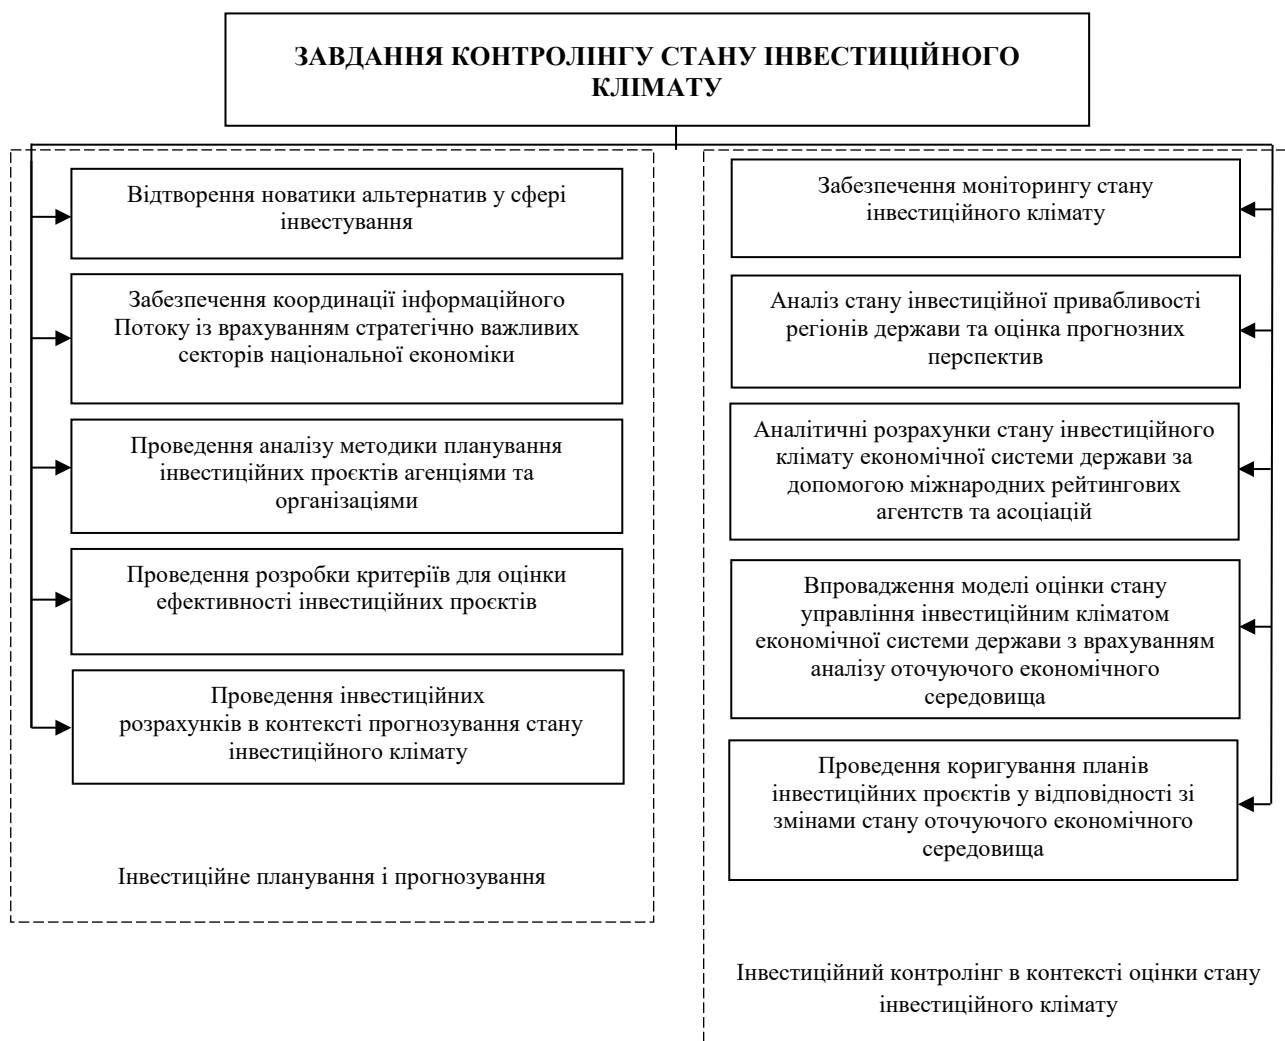 ЗАВДАННЯ КОНТРОЛІНГУ СТАНУ ІНВЕСТИЦІЙНОГО
КЛІМАТУ
Відтворення новатики альтернатив у сфері
інвестування
Забезпечення координації інформаційного
Потоку із врахуванням стратегічно важливих
секторів національної економіки
Проведення аналізу методики планування
інвестиційних проєктів агенціями та
організаціями
Проведення розробки критеріїв для оцінки
ефективності інвестиційних проєктів
Проведення інвестиційних
розрахунків в контексті прогнозування стану
інвестиційного клімату
Інвестиційне планування і прогнозування
Забезпечення моніторингу стану
інвестиційного клімату
Аналіз стану інвестиційної привабливості
регіонів держави та оцінка прогнозних
перспектив
Аналітичні розрахунки стану інвестиційного
клімату економічної системи держави за
допомогою міжнародних рейтингових
агентств та асоціацій
Впровадження моделі оцінки стану
управління інвестиційним кліматом
економічної системи держави з врахуванням
аналізу оточуючого економічного
середовища
Проведення коригування планів
інвестиційних проєктів у відповідності зі
змінами стану оточуючого економічного
середовища
Інвестиційний контролінг в контексті оцінки стану
інвестиційного клімату